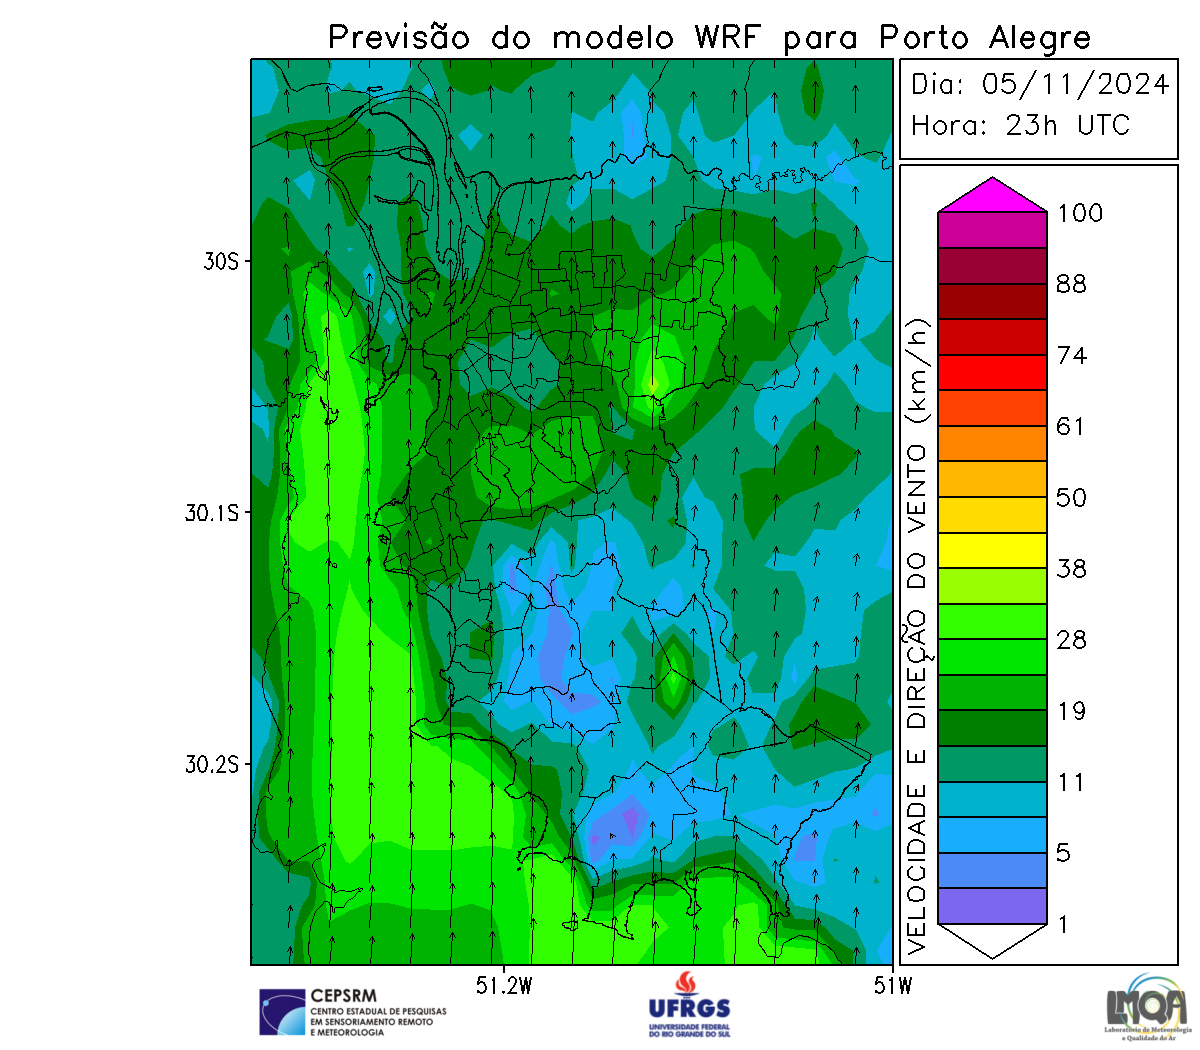 Previsão do modelo WRF para Porto Alegre
Dia: 05/11/2024
Hora: 23h UTC
30S
30.1S
30.2S
51.2W
51W
VELOCIDADE E DIREÇÃO DO VENTO (km/h)
100
88
74
61
50
38
28
19
11
5
1
CEPSRM
CENTRO ESTADUAL DE PESQUISAS
EM SENSORIAMENTO REMOTO
E METEOROLOGIA
UFRGS
UNIVERSIDADE FEDERAL
DO RIO GRANDE DO SUL
LMQA
Laboratório de Meteorologia
e Qualidade do Ar